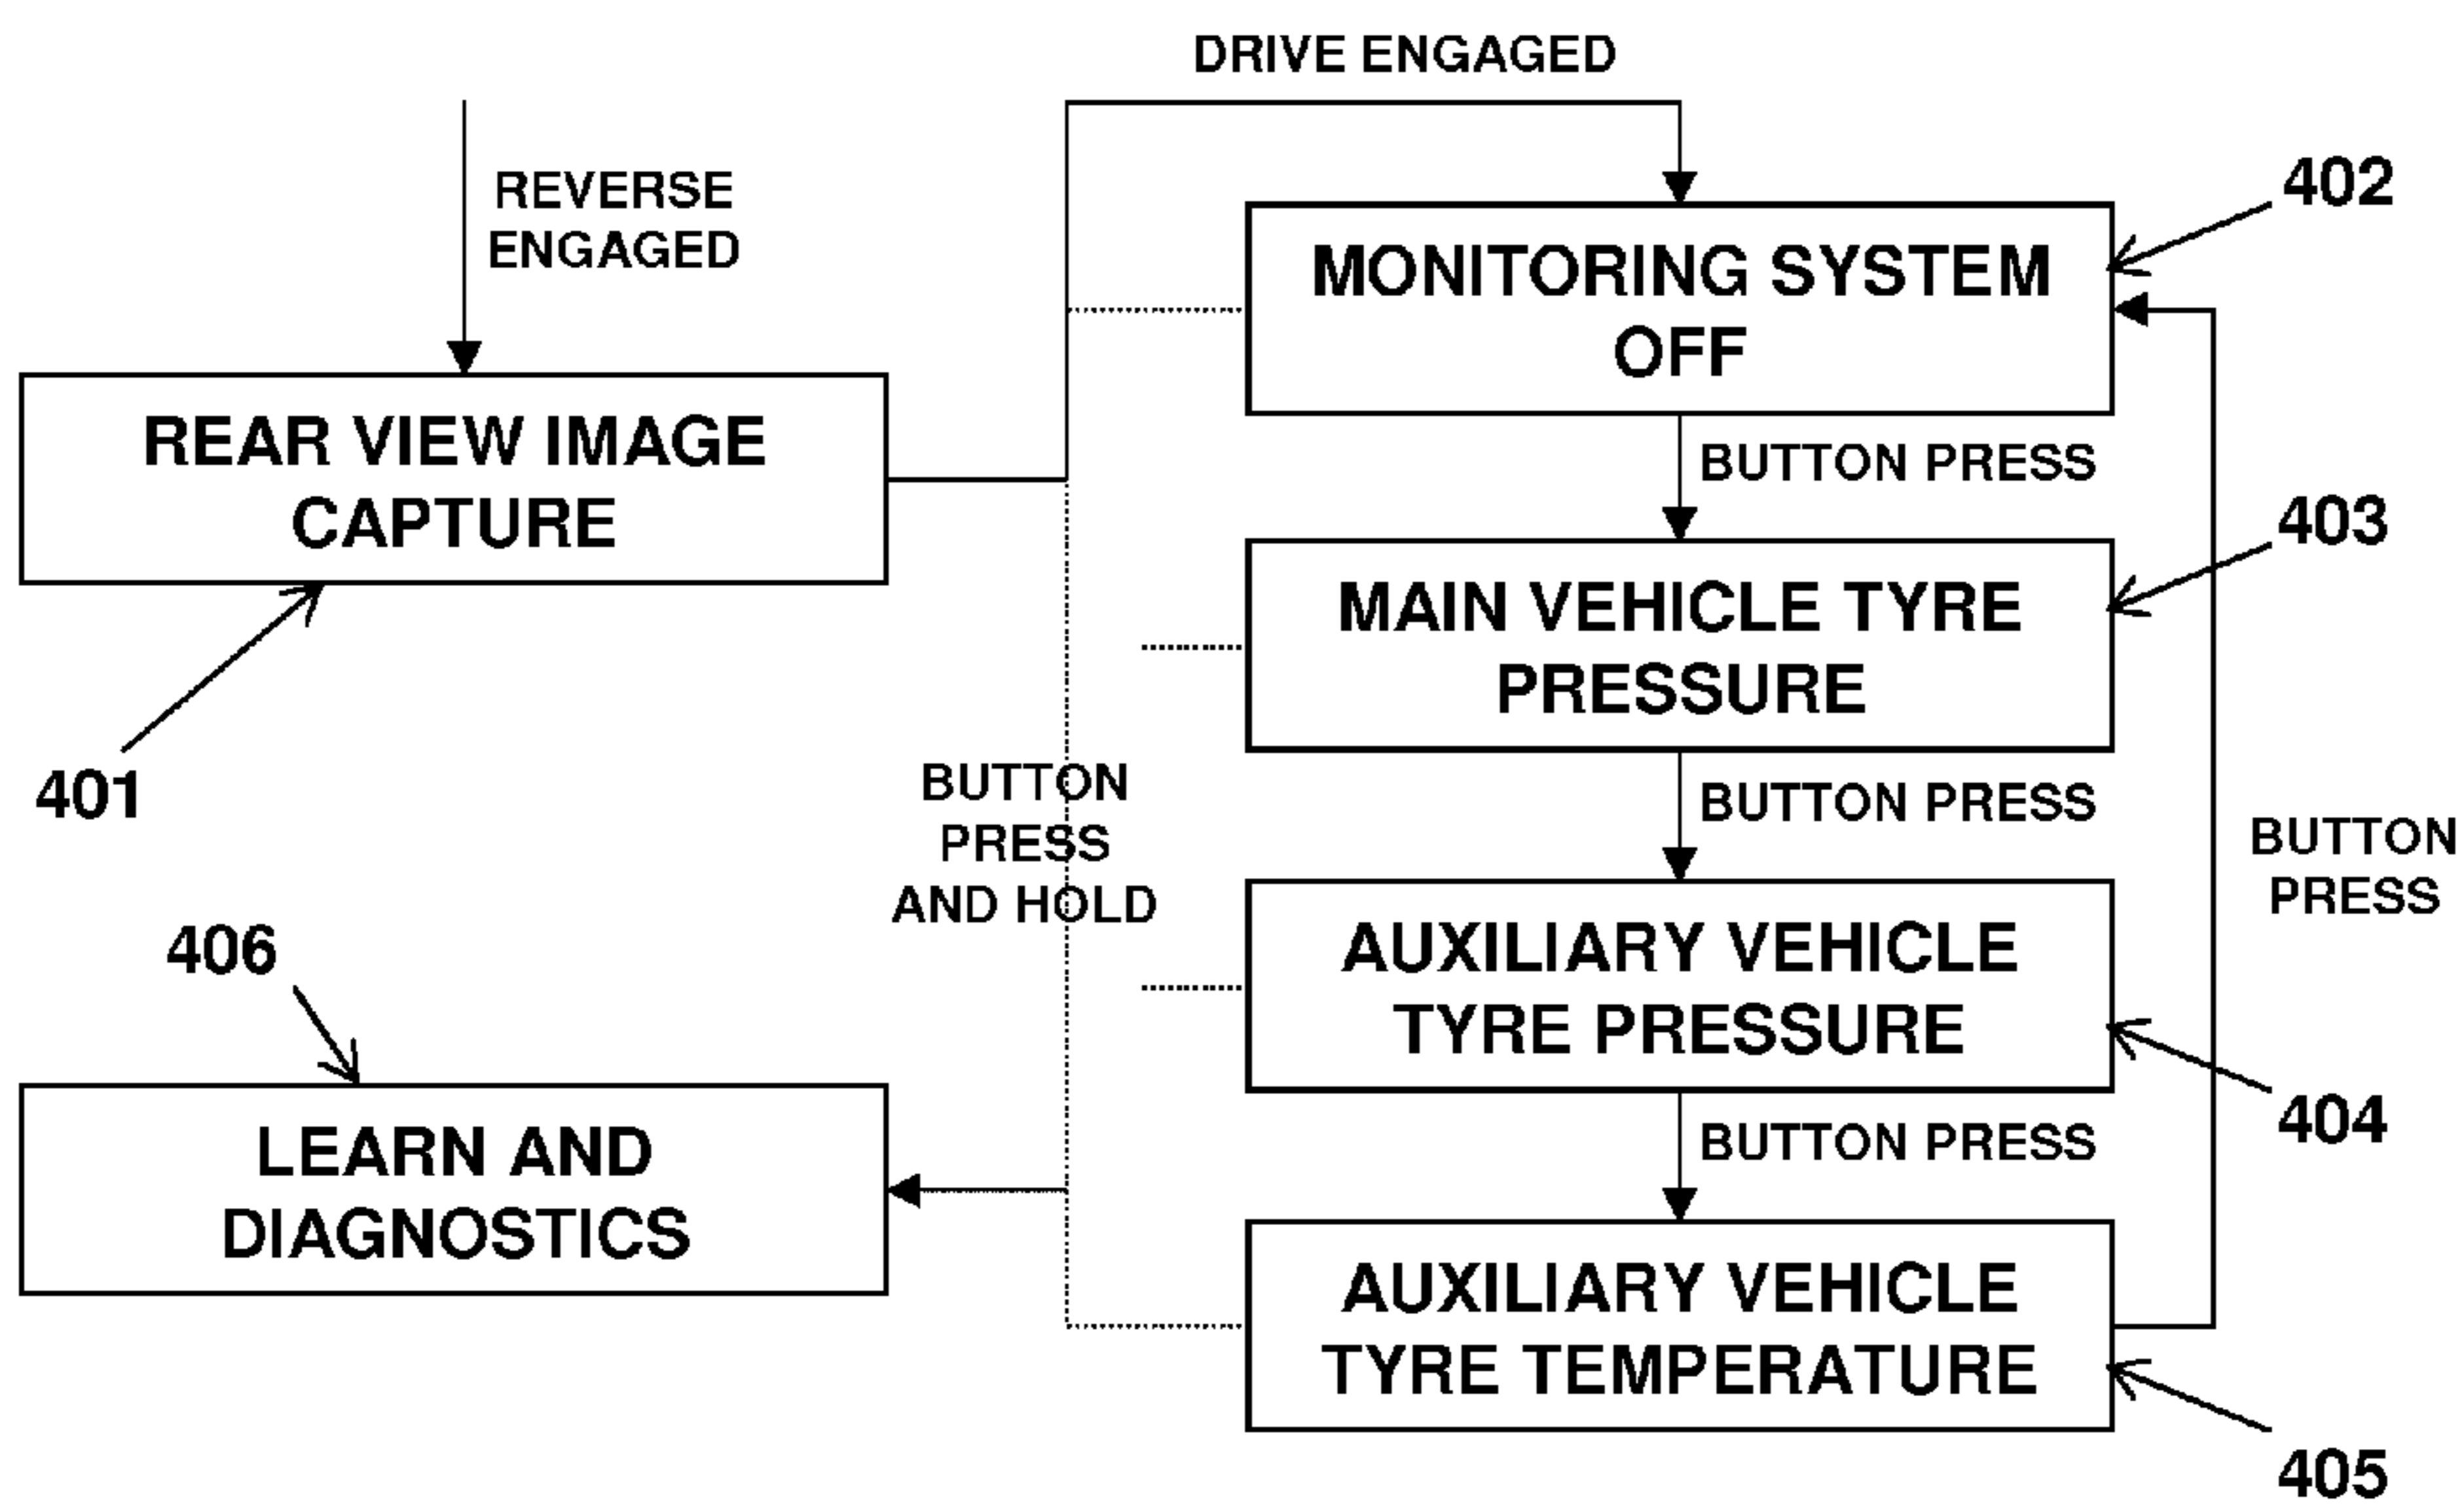 DRIVE ENGAGED
REVERSE
ENGAGED
402
MONITORING SYSTEM
OFF
REAR VIEW IMAGE
CAPTURE
BUTTON PRESS
403
MAIN VEHICLE TYRE
PRESSURE
401
BUTTON
PRESS
AND HOLD
BUTTON PRESS
BUTTON
PRESS
406
AUXILIARY VEHICLE
TYRE PRESSURE
404
LEARN AND
DIAGNOSTICS
BUTTON PRESS
AUXILIARY VEHICLE
TYRE TEMPERATURE
405